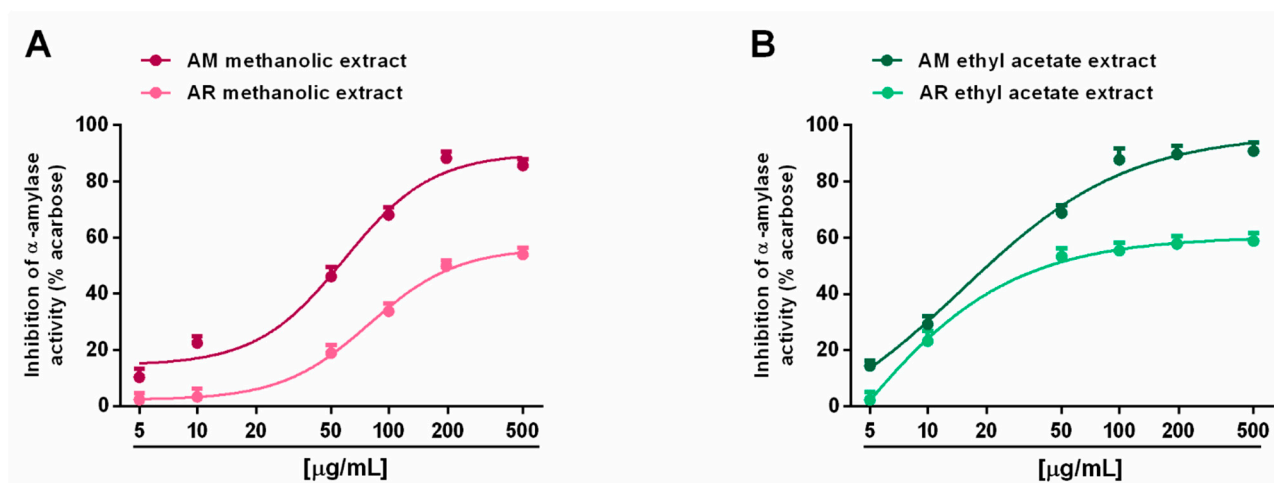 A
AM methanolic extract
AR methanolic extract
Inhibition of α-amylase
activity (% acarbose)
100
80
60
40
20
0
5 10 20 50 100 200 500
[μg/mL]
B
AM ethyl acetate extract
AR ethyl acetate extract
Inhibition of α-amylase
activity (% acarbose)
100
80
60
40
20
0
5 10 20 50 100 200 500
[μg/mL]